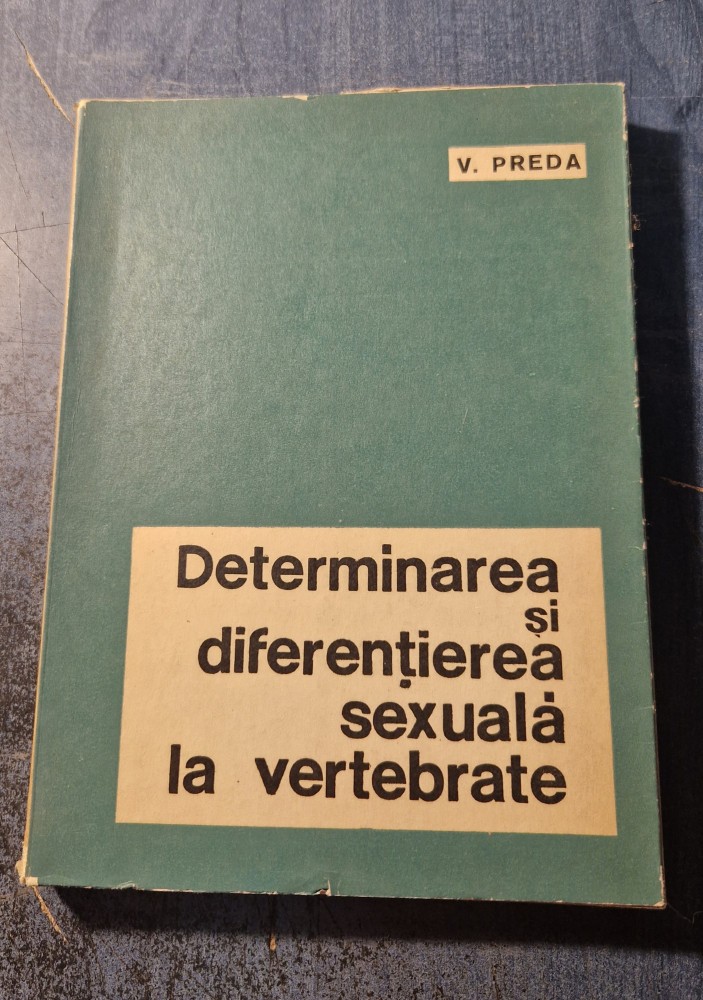 V. PREDA
Determinarea
și
diferențierea
sexuală
la vertebrate